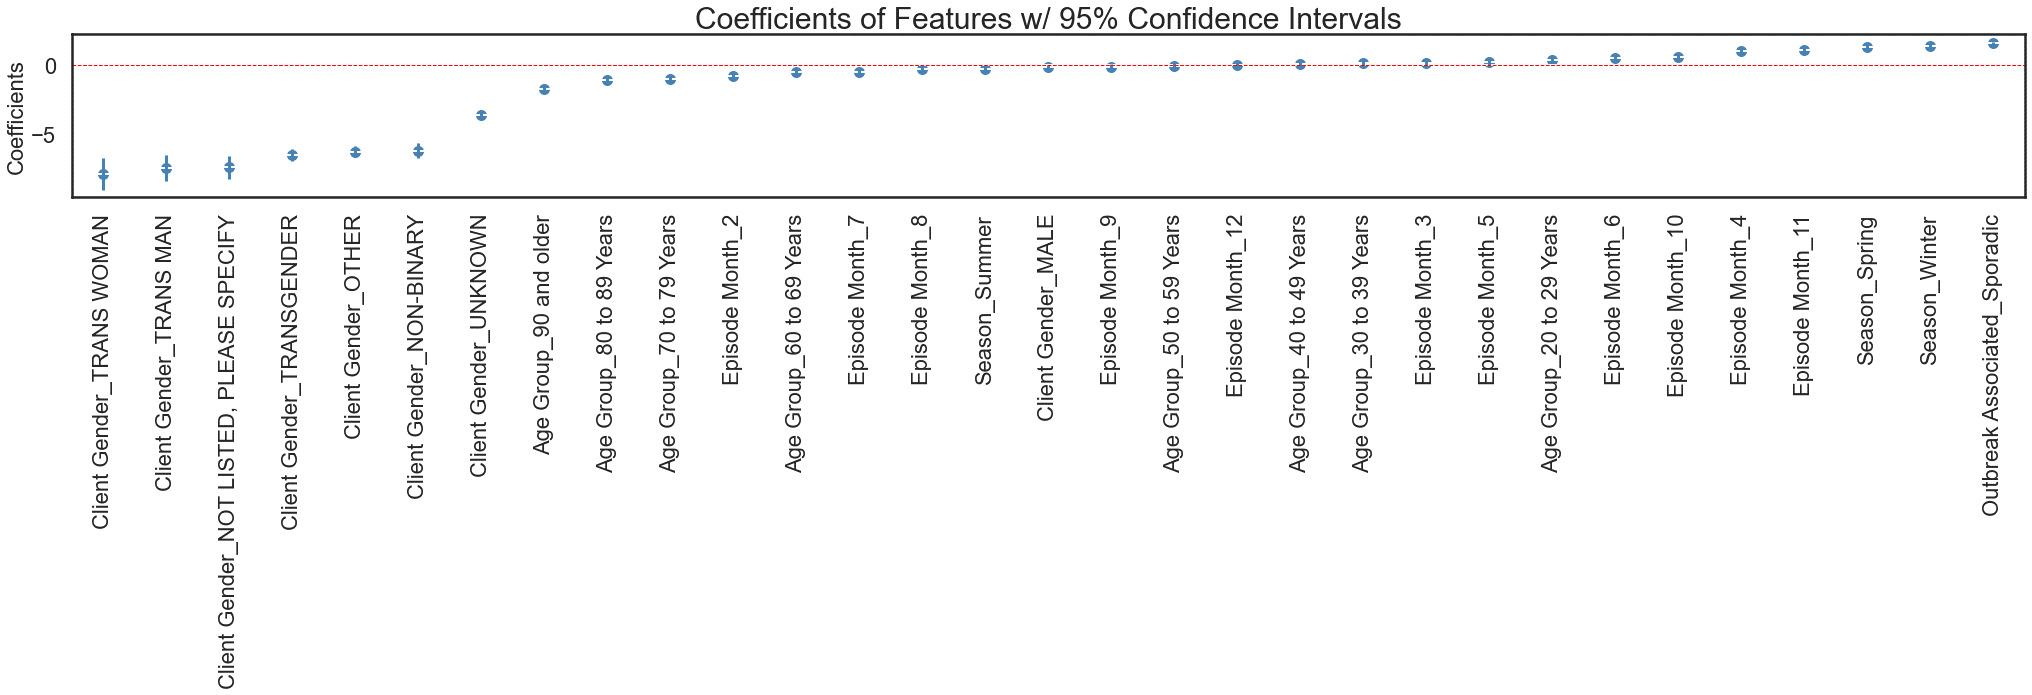 Coefficients of Features w/ 95% Confidence Intervals
Coefficients
0
−5
Client Gender_TRANS WOMAN
Client Gender_TRANS MAN
Client Gender_NOT LISTED, PLEASE SPECIFY
Client Gender_TRANSGENDER
Client Gender_OTHER
Client Gender_NON-BINARY
Client Gender_UNKNOWN
Age Group_90 and older
Age Group_80 to 89 Years
Age Group_70 to 79 Years
Episode Month_2
Age Group_60 to 69 Years
Episode Month_7
Episode Month_8
Season_Summer
Client Gender_MALE
Episode Month_9
Age Group_50 to 59 Years
Episode Month_12
Age Group_40 to 49 Years
Age Group_30 to 39 Years
Episode Month_3
Episode Month_5
Age Group_20 to 29 Years
Episode Month_6
Episode Month_10
Episode Month_4
Episode Month_11
Season_Spring
Season_Winter
Outbreak Associated_Sporadic